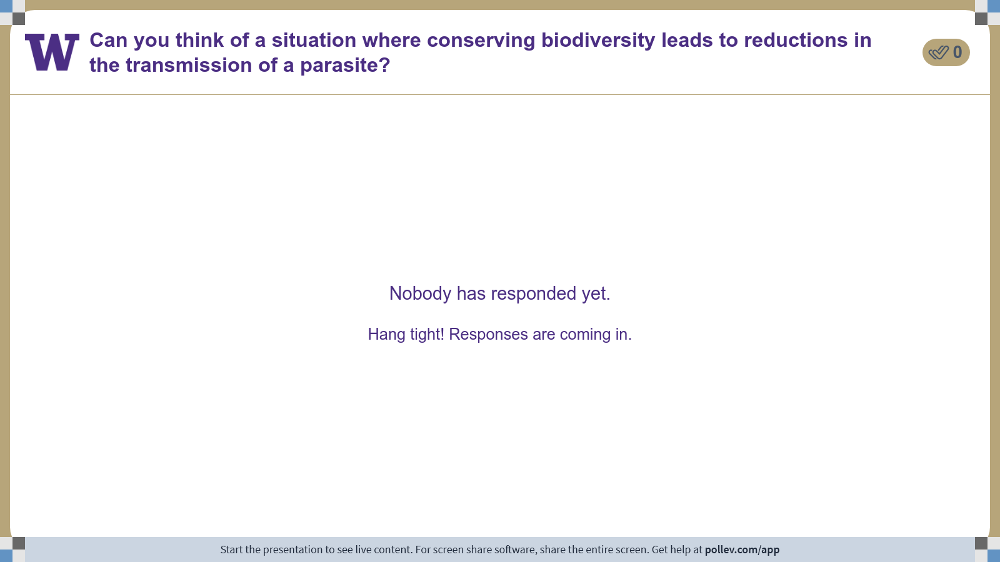 W
Can you think of a situation where conserving biodiversity leads to reductions in
the transmission of a parasite?
0
Nobody has responded yet.
Hang tight! Responses are coming in.
Start the presentation to see live content. For screen share software, share the entire screen. Get help at pollev.com/app